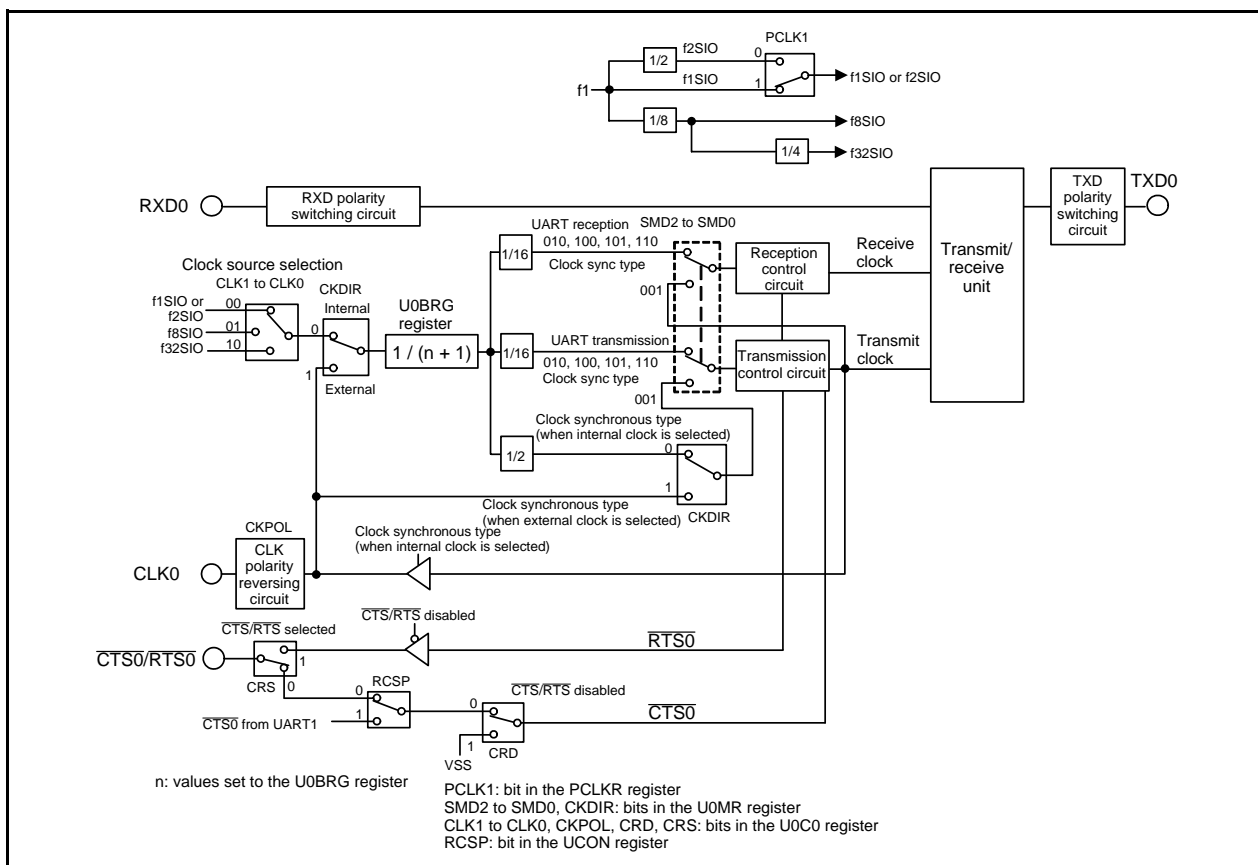 PCLK1
f2SIO
0
1/2
f1SIO
f1
1
f1SIO or f2SIO
1/8
f8SIO
1/4
f32SIO
RXD0
RXD polarity
switching circuit
TXD
polarity
switching
circuit
TXD0
UART reception
SMD2 to SMD0
010, 100, 101, 110
1/16
Clock sync type
Reception
control
circuit
Receive
clock
Transmit/
receive
unit
Clock source selection
CLK1 to CLK0
CKDIR
Internal
f1SIO or
f2SIO
00
f8SIO
01
f32SIO
10
0
1
External
U0BRG
register
1 / (n + 1)
001
1/16
UART transmission
010, 100, 101, 110
Clock sync type
Transmission
control circuit
Transmit
clock
001
Clock synchronous type
(when internal clock is selected)
1/2
0
1
Clock synchronous type
(when external clock is selected)
CKDIR
CKPOL
Clock synchronous type
(when internal clock is selected)
CLK0
CLK
polarity
reversing
circuit
CTS/RTS selected
CTS/RTS disabled
CTS0/RTS0
1
RTS0
CRS
0
RCSP
0
CTS/RTS disabled
0
CTS0
CTS0 from UART1
1
1
VSS
CRD
n: values set to the U0BRG register
PCLK1: bit in the PCLKR register
SMD2 to SMD0, CKDIR: bits in the U0MR register
CLK1 to CLK0, CKPOL, CRD, CRS: bits in the U0C0 register
RCSP: bit in the UCON register